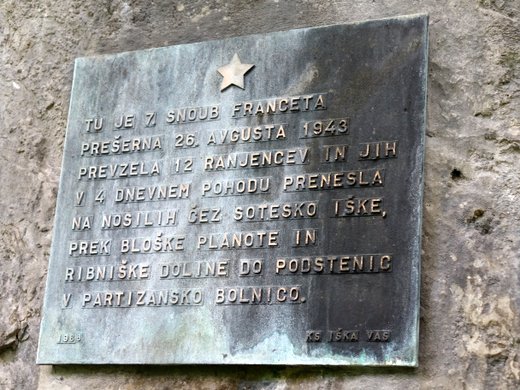 TU JE 7. SNOUB FRANCETA
PREŠERNA 26. AVGUSTA 1943
PREVZELA 12 RANJENCEV IN JIH
V 4 DNEVNEM POHODU PRENESLA
NA NOSILIH ČEZ SOTESKO IŠKE,
PREK BLOŠKE PLANOTE IN
RIBNIŠKE DOLINE DO PODSTENIC
V PARTIZANSKO BOLNICO.
KS IŠKA VAS